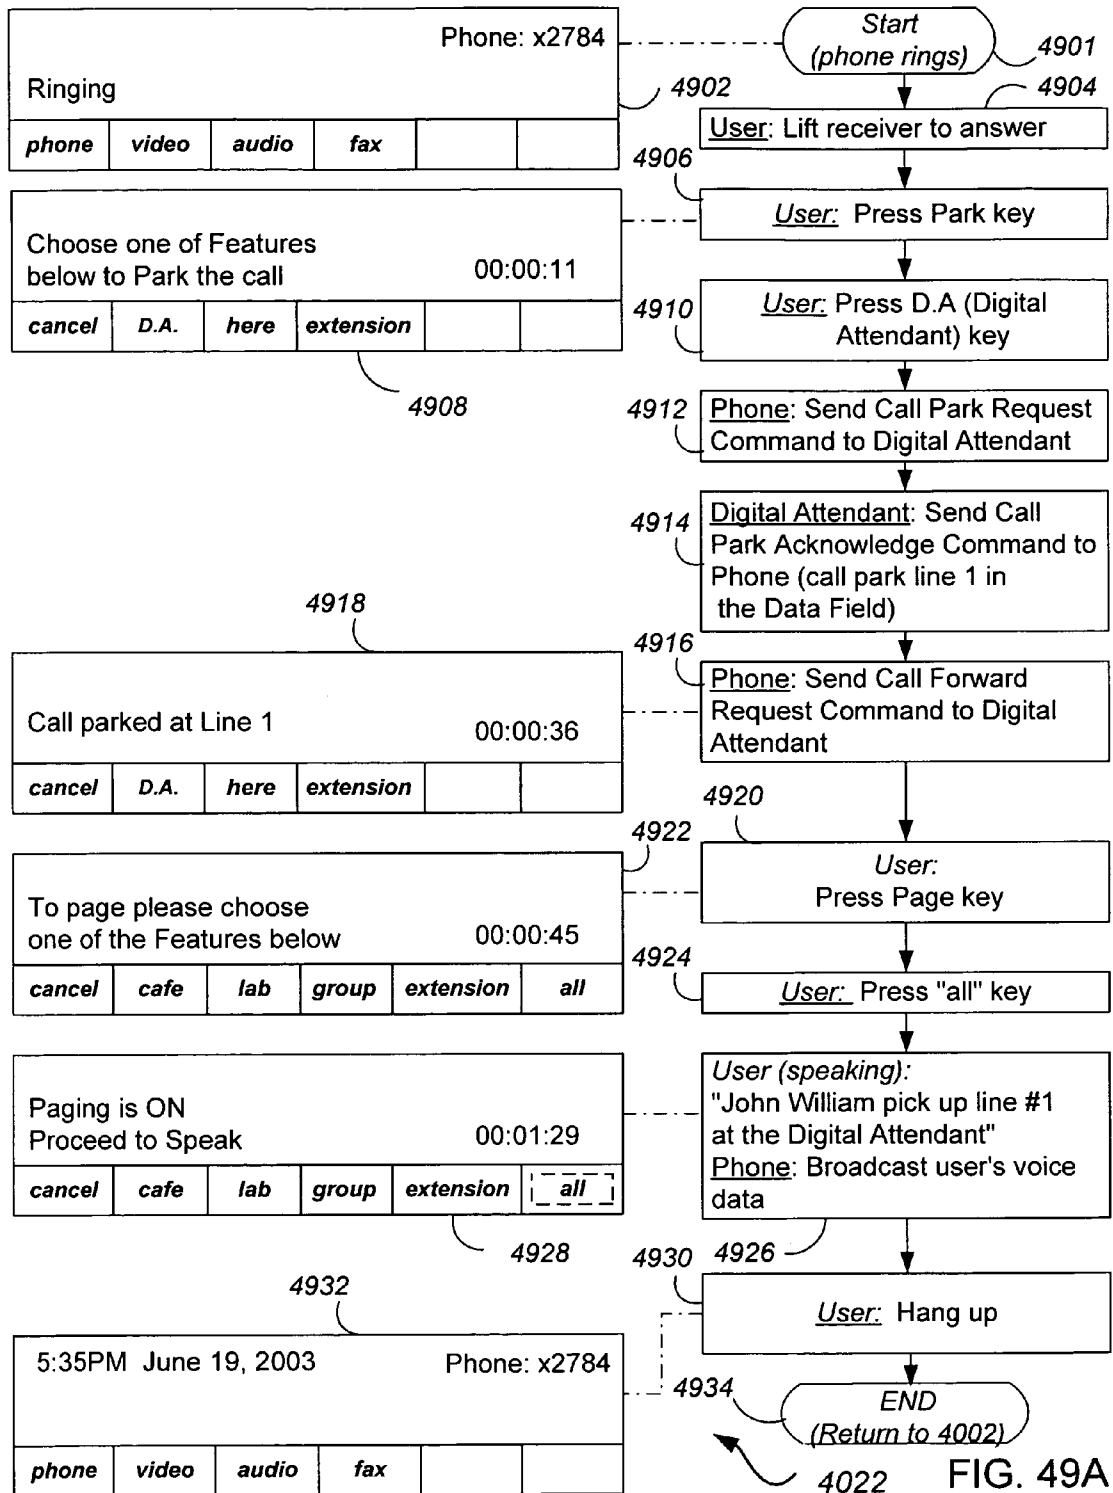 Phone: x2784
Ringing
phone video audio fax
4902
Start
(phone rings)
4901
4904
User: Lift receiver to answer
4906
User: Press Park key
Choose one of Features
below to Park the call 00:00:11
cancel D.A. here extension
4908
4910
User: Press D.A (Digital
Attendant) key
4912
Phone: Send Call Park Request
Command to Digital Attendant
4914
Digital Attendant: Send Call
Park Acknowledge Command to
Phone (call park line 1 in
the Data Field)
4916
Phone: Send Call Forward
Request Command to Digital
Attendant
4918
Call parked at Line 1 00:00:36
cancel D.A. here extension
4920
User:
Press Page key
4922
To page please choose
one of the Features below 00:00:45
cancel cafe lab group extension all
4924
User: Press "all" key
User (speaking):
"John William pick up line #1
at the Digital Attendant"
Phone: Broadcast user's voice
data
4926
Paging is ON
Proceed to Speak 00:01:29
cancel cafe lab group extension all
4928
4930
User: Hang up
4932
5:35PM June 19, 2003 Phone: x2784
phone video audio fax
4934
END
(Return to 4002)
4022
FIG. 49A